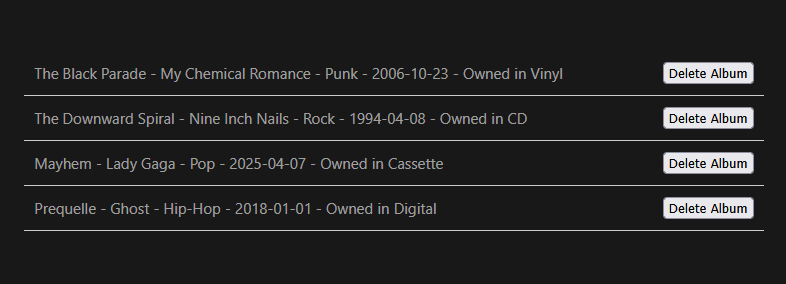 The Black Parade - My Chemical Romance - Punk - 2006-10-23 - Owned in Vinyl Delete Album
The Downward Spiral - Nine Inch Nails - Rock - 1994-04-08 - Owned in CD Delete Album
Mayhem - Lady Gaga - Pop - 2025-04-07 - Owned in Cassette Delete Album
Prequelle - Ghost - Hip-Hop - 2018-01-01 - Owned in Digital Delete Album